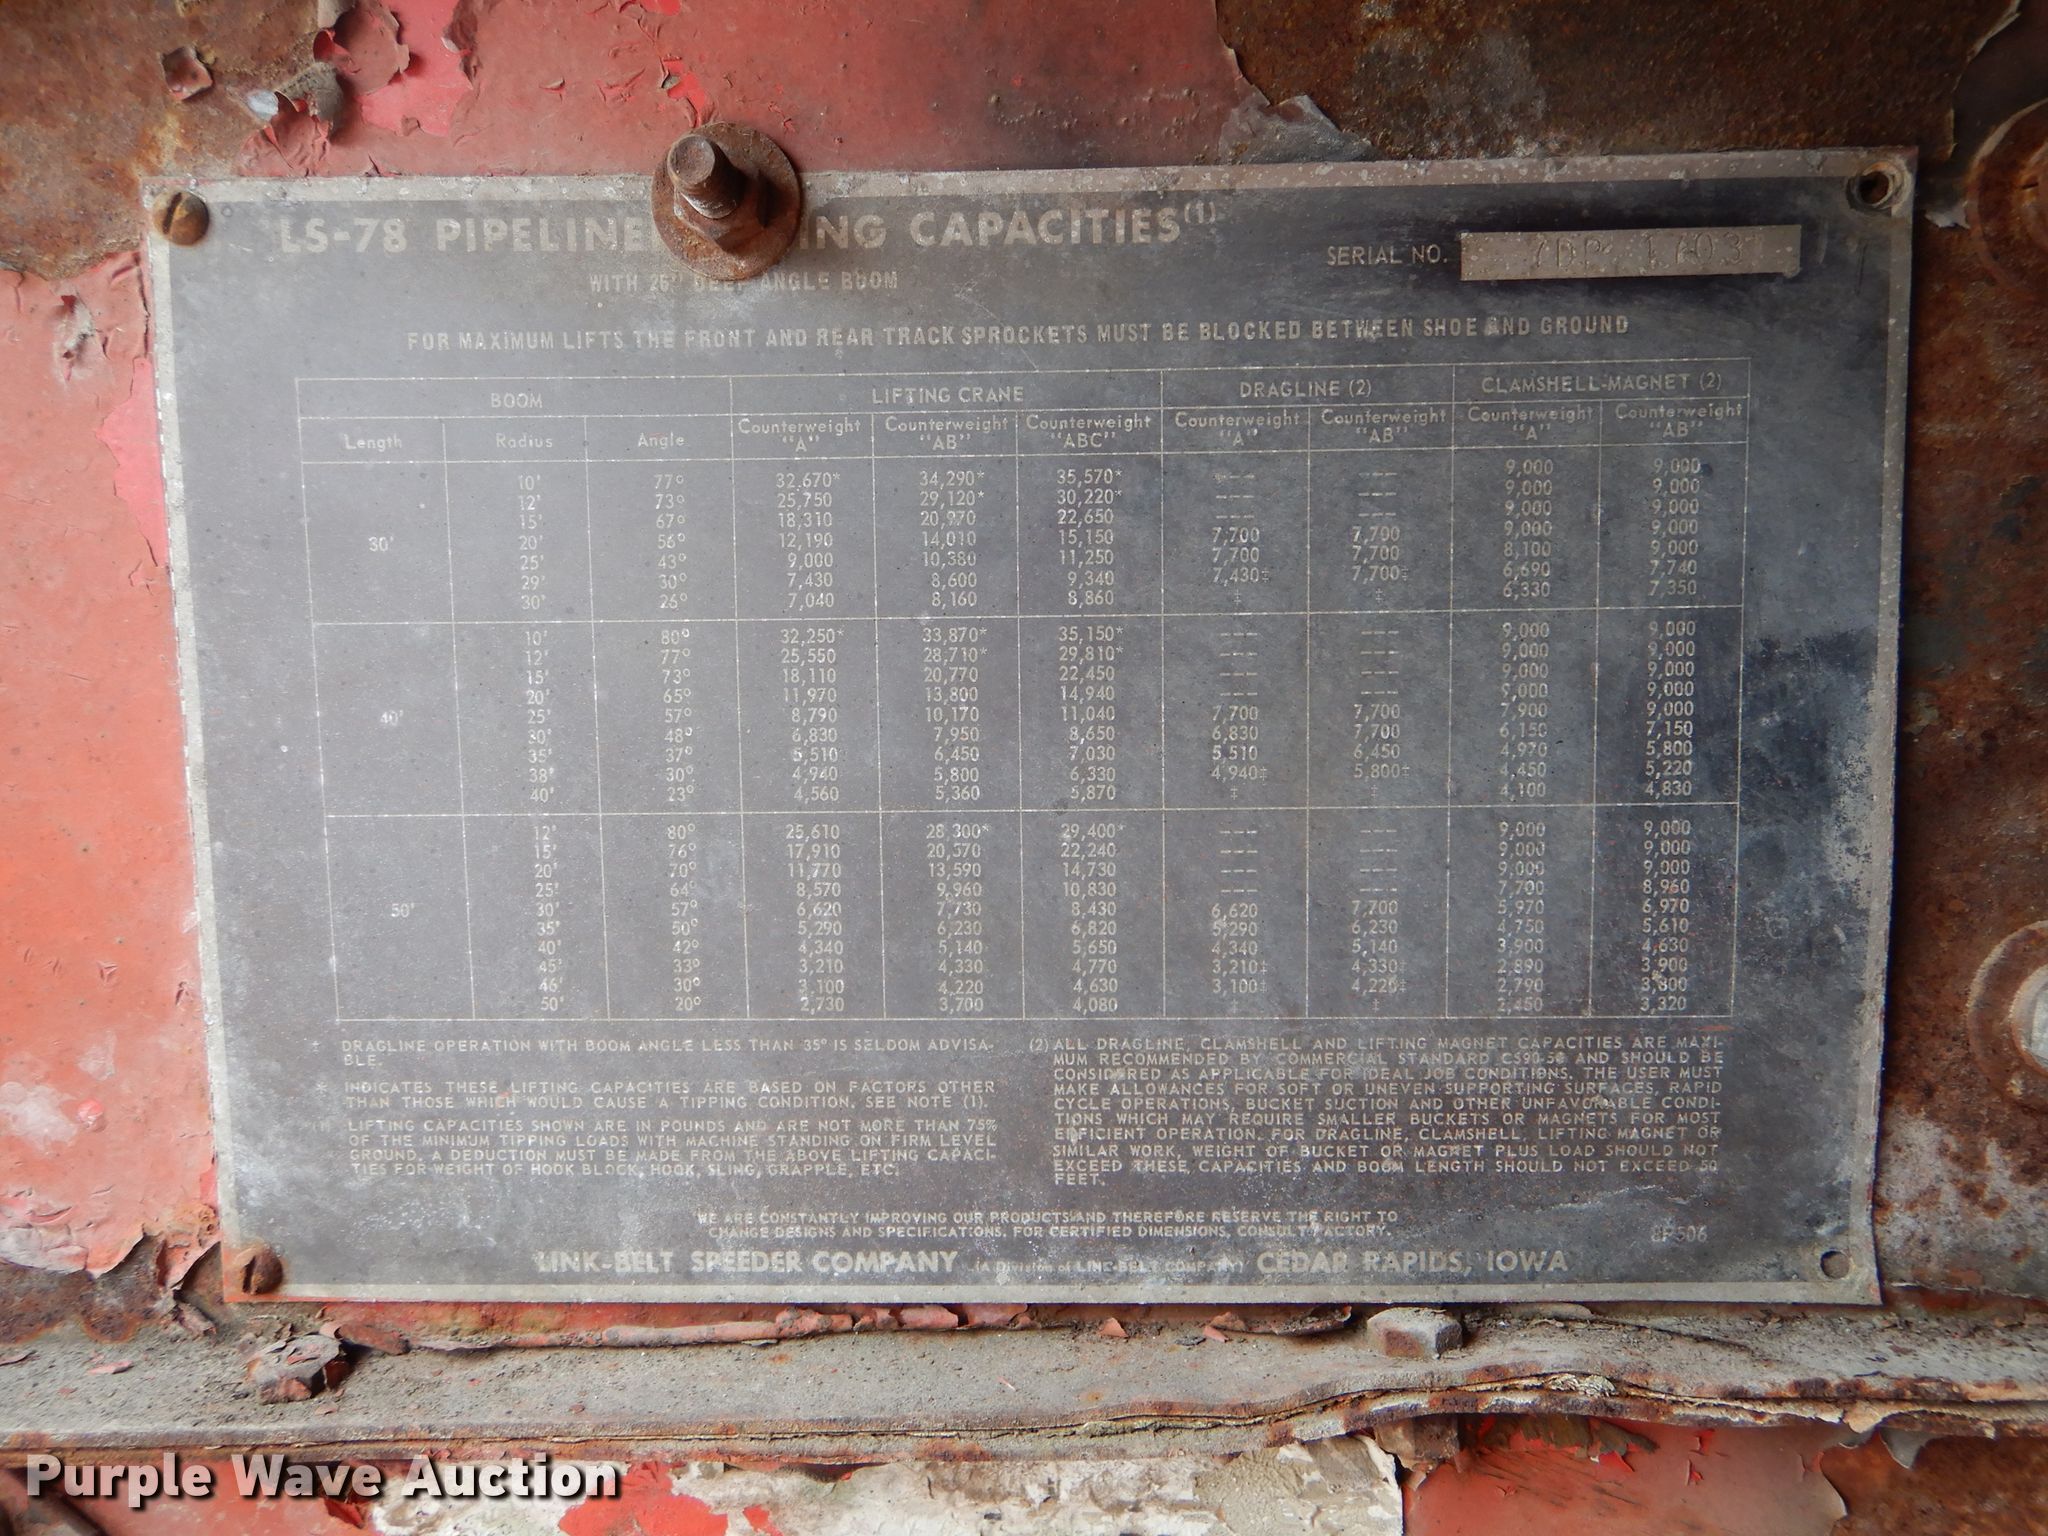 LS-78 PIPELINE ING CAPACITIES(1)
WITH 26" DEEP ANGLE BOOM
SERIAL NO.
FOR MAXIMUM LIFTS THE FRONT AND REAR TRACK SPROCKETS MUST BE BLOCKED BETWEEN SHOE AND GROUND
BOOM LIFTING CRANE DRAGLINE (2) CLAMSHELL-MAGNET (2)
Length Radius Angle Counterweight "A" Counterweight "AB" Counterweight "ABC" Counterweight "A" Counterweight "AB" Counterweight "A" Counterweight "AB"
30'
10' 77° 32,670* 34,290* 35,570* --- --- 9,000 9,000
12' 73° 25,750 29,120* 30,220* --- --- 9,000 9,000
15' 67° 18,310 20,970 22,650 --- --- 9,000 9,000
20' 56° 12,190 14,010 15,150 7,700 7,700 9,000 9,000
25' 43° 9,000 10,380 11,250 7,700 7,700 8,100 9,000
29' 30° 7,430 8,600 9,340 7,430‡ 7,700‡ 6,690 7,740
30' 26° 7,040 8,160 8,860 ‡ ‡ 6,330 7,350
40'
10' 80° 32,250* 33,870* 35,150* --- --- 9,000 9,000
12' 77° 25,550 28,710* 29,810* --- --- 9,000 9,000
15' 73° 18,110 20,770 22,450 --- --- 9,000 9,000
20' 65° 11,970 13,800 14,940 --- --- 9,000 9,000
25' 57° 8,790 10,170 11,040 7,700 7,700 7,900 9,000
30' 48° 6,830 7,950 8,650 6,830 7,700 6,150 7,150
35' 37° 5,510 6,450 7,030 5,510 6,450 4,970 5,800
38' 30° 4,940 5,800 6,330 4,940‡ 5,800‡ 4,450 5,220
40' 23° 4,560 5,360 5,870 ‡ ‡ 4,100 4,830
50'
12' 80° 25,610 28,300* 29,400* --- --- 9,000 9,000
15' 76° 17,910 20,570 22,240 --- --- 9,000 9,000
20' 70° 11,770 13,590 14,730 --- --- 9,000 9,000
25' 64° 8,570 9,960 10,830 --- --- 7,700 8,960
30' 57° 6,620 7,730 8,430 6,620 7,700 5,970 6,970
35' 50° 5,290 6,230 6,820 5,290 6,230 4,750 5,610
40' 42° 4,340 5,140 5,650 4,340 5,140 3,900 4,630
45' 33° 3,210 4,330 4,770 3,210‡ 4,330‡ 2,890 3,900
46' 30° 3,100 4,220 4,630 3,100‡ 4,220‡ 2,790 3,800
50' 20° 2,730 3,700 4,080 ‡ ‡ 2,450 3,320
‡ DRAGLINE OPERATION WITH BOOM ANGLE LESS THAN 35° IS SELDOM ADVISA-
BLE.
* INDICATES THESE LIFTING CAPACITIES ARE BASED ON FACTORS OTHER
THAN THOSE WHICH WOULD CAUSE A TIPPING CONDITION. SEE NOTE (1).
(1) LIFTING CAPACITIES SHOWN ARE IN POUNDS AND ARE NOT MORE THAN 75%
OF THE MINIMUM TIPPING LOADS WITH MACHINE STANDING ON FIRM LEVEL
GROUND. A DEDUCTION MUST BE MADE FROM THE ABOVE LIFTING CAPACI-
TIES FOR WEIGHT OF HOOK BLOCK, HOOK, SLING, GRAPPLE, ETC.
(2) ALL DRAGLINE, CLAMSHELL AND LIFTING MAGNET CAPACITIES ARE MAXI-
MUM RECOMMENDED BY COMMERCIAL STANDARD CS90-58 AND SHOULD BE
CONSIDERED AS APPLICABLE FOR IDEAL JOB CONDITIONS. THE USER MUST
MAKE ALLOWANCES FOR SOFT OR UNEVEN SUPPORTING SURFACES, RAPID
CYCLE OPERATIONS, BUCKET SUCTION AND OTHER UNFAVORABLE CONDI-
TIONS WHICH MAY REQUIRE SMALLER BUCKETS OR MAGNETS FOR MOST
EFFICIENT OPERATION. FOR DRAGLINE, CLAMSHELL, LIFTING MAGNET OR
SIMILAR WORK, WEIGHT OF BUCKET OR MAGNET PLUS LOAD SHOULD NOT
EXCEED THESE CAPACITIES AND BOOM LENGTH SHOULD NOT EXCEED 50
FEET.
WE ARE CONSTANTLY IMPROVING OUR PRODUCTS AND THEREFORE RESERVE THE RIGHT TO
CHANGE DESIGNS AND SPECIFICATIONS. FOR CERTIFIED DIMENSIONS, CONSULT FACTORY.
8P506
LINK-BELT SPEEDER COMPANY (A Division of LINK-BELT COMPANY) CEDAR RAPIDS, IOWA
Purple Wave Auction